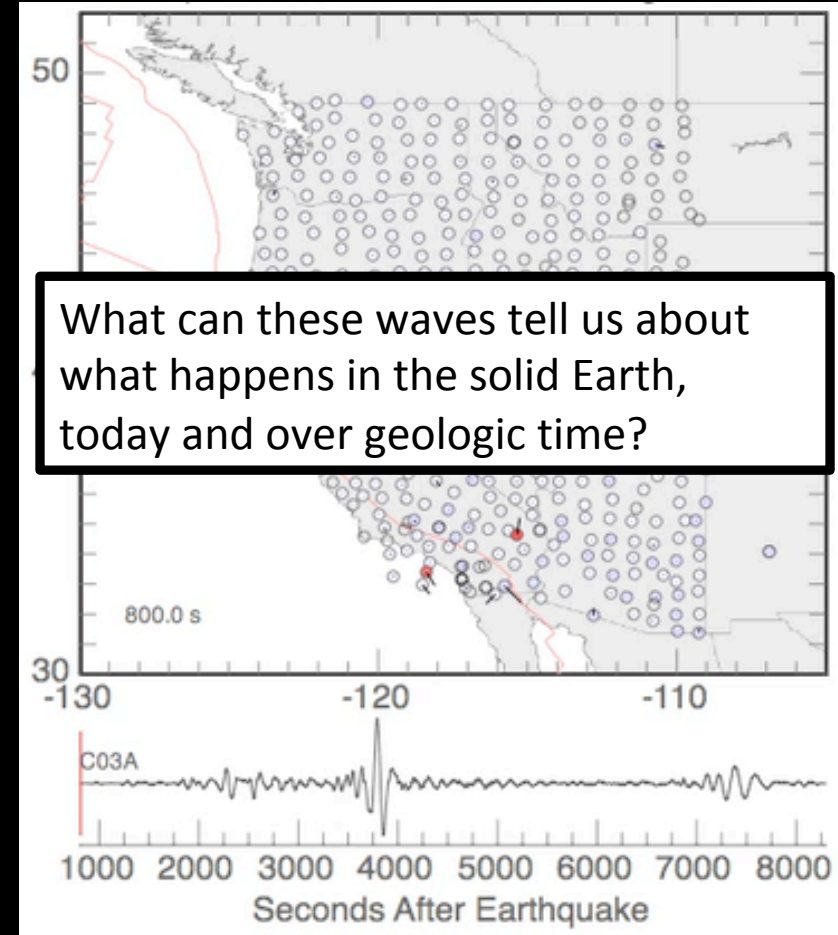 50
What can these waves tell us about
what happens in the solid Earth,
today and over geologic time?
800.0 s
30
-130 -120 -110
C03A
1000 2000 3000 4000 5000 6000 7000 8000
Seconds After Earthquake